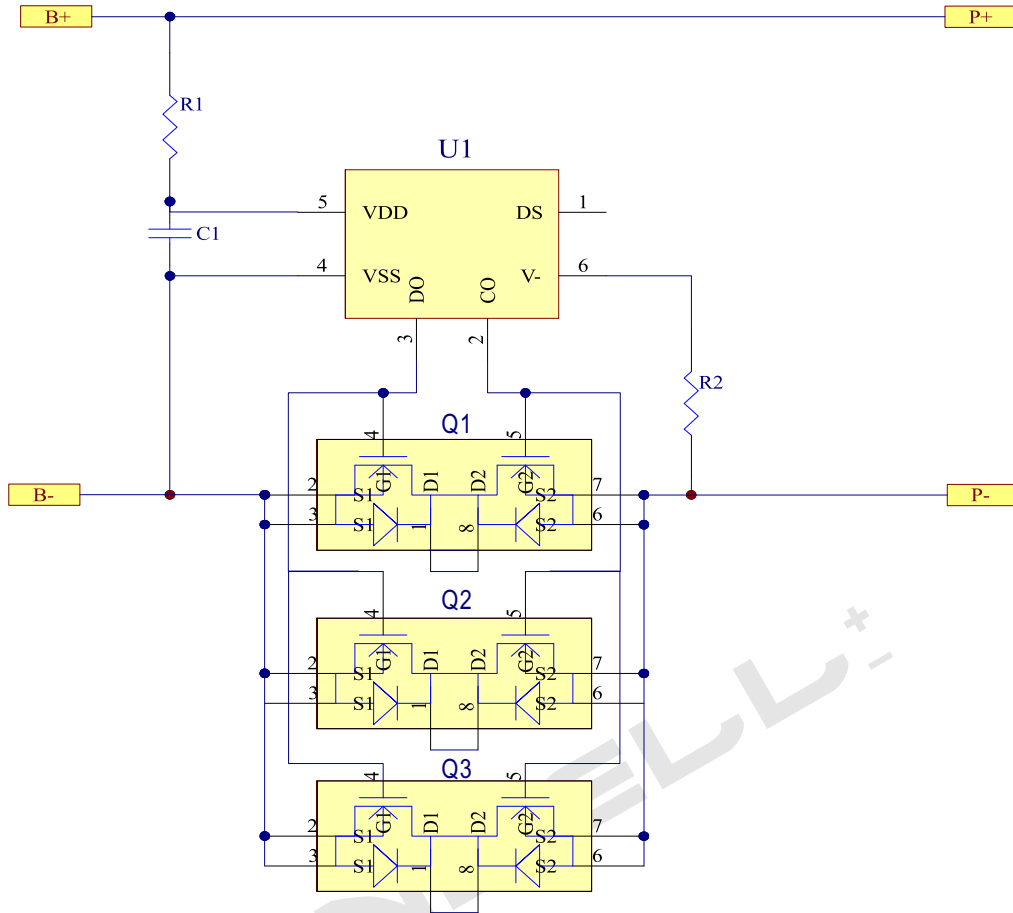 B+ P+
R1
U1
5 VDD DS 1
C1
4 VSS V- 6
DO CO
3 2
R2
Q1
4 5
G1 D1 D2 G2
B- 2 S1 S2 7 P-
3 S1 1 8 S2 6
Q2
4 5
G1 D1 D2 G2
2 S1 S2 7
3 S1 1 8 S2 6
Q3
4 5
G1 D1 D2 G2
2 S1 S2 7
3 S1 1 8 S2 6